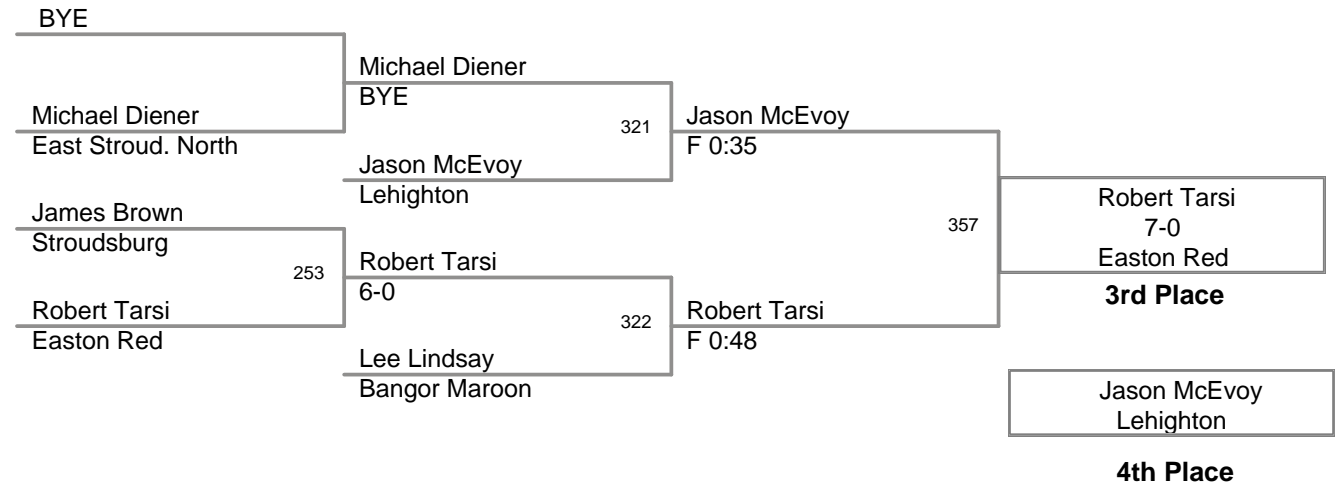 BYE
Michael Diener
BYE
Michael Diener
East Stroud. North
321
Jason McEvoy
F 0:35
Jason McEvoy
Lehighton
James Brown
Stroudsburg
253
Robert Tarsi
6-0
Robert Tarsi
Easton Red
322
Robert Tarsi
F 0:48
Lee Lindsay
Bangor Maroon
357
Robert Tarsi
7-0
Easton Red
3rd Place
Jason McEvoy
Lehighton
4th Place